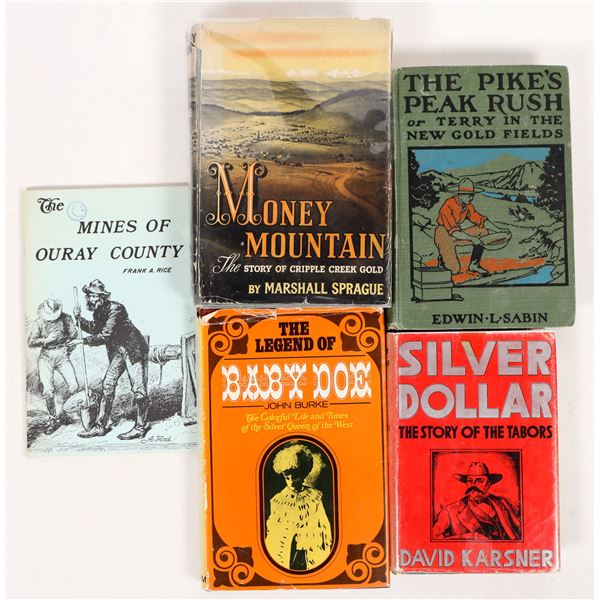 The
MINES OF
OURAY COUNTY
FRANK A. RICE
A Find.
MONEY
MOUNTAIN
The STORY OF CRIPPLE CREEK GOLD
BY MARSHALL SPRAGUE
THE PIKE'S
PEAK RUSH
or TERRY IN THE
NEW GOLD FIELDS
EDWIN·L·SABIN
THE
LEGEND OF
BABY DOE
JOHN BURKE
The Colorful Life and Times
of the Silver Queen of the West
SILVER
DOLLAR
THE STORY OF THE TABORS
DAVID KARSNER